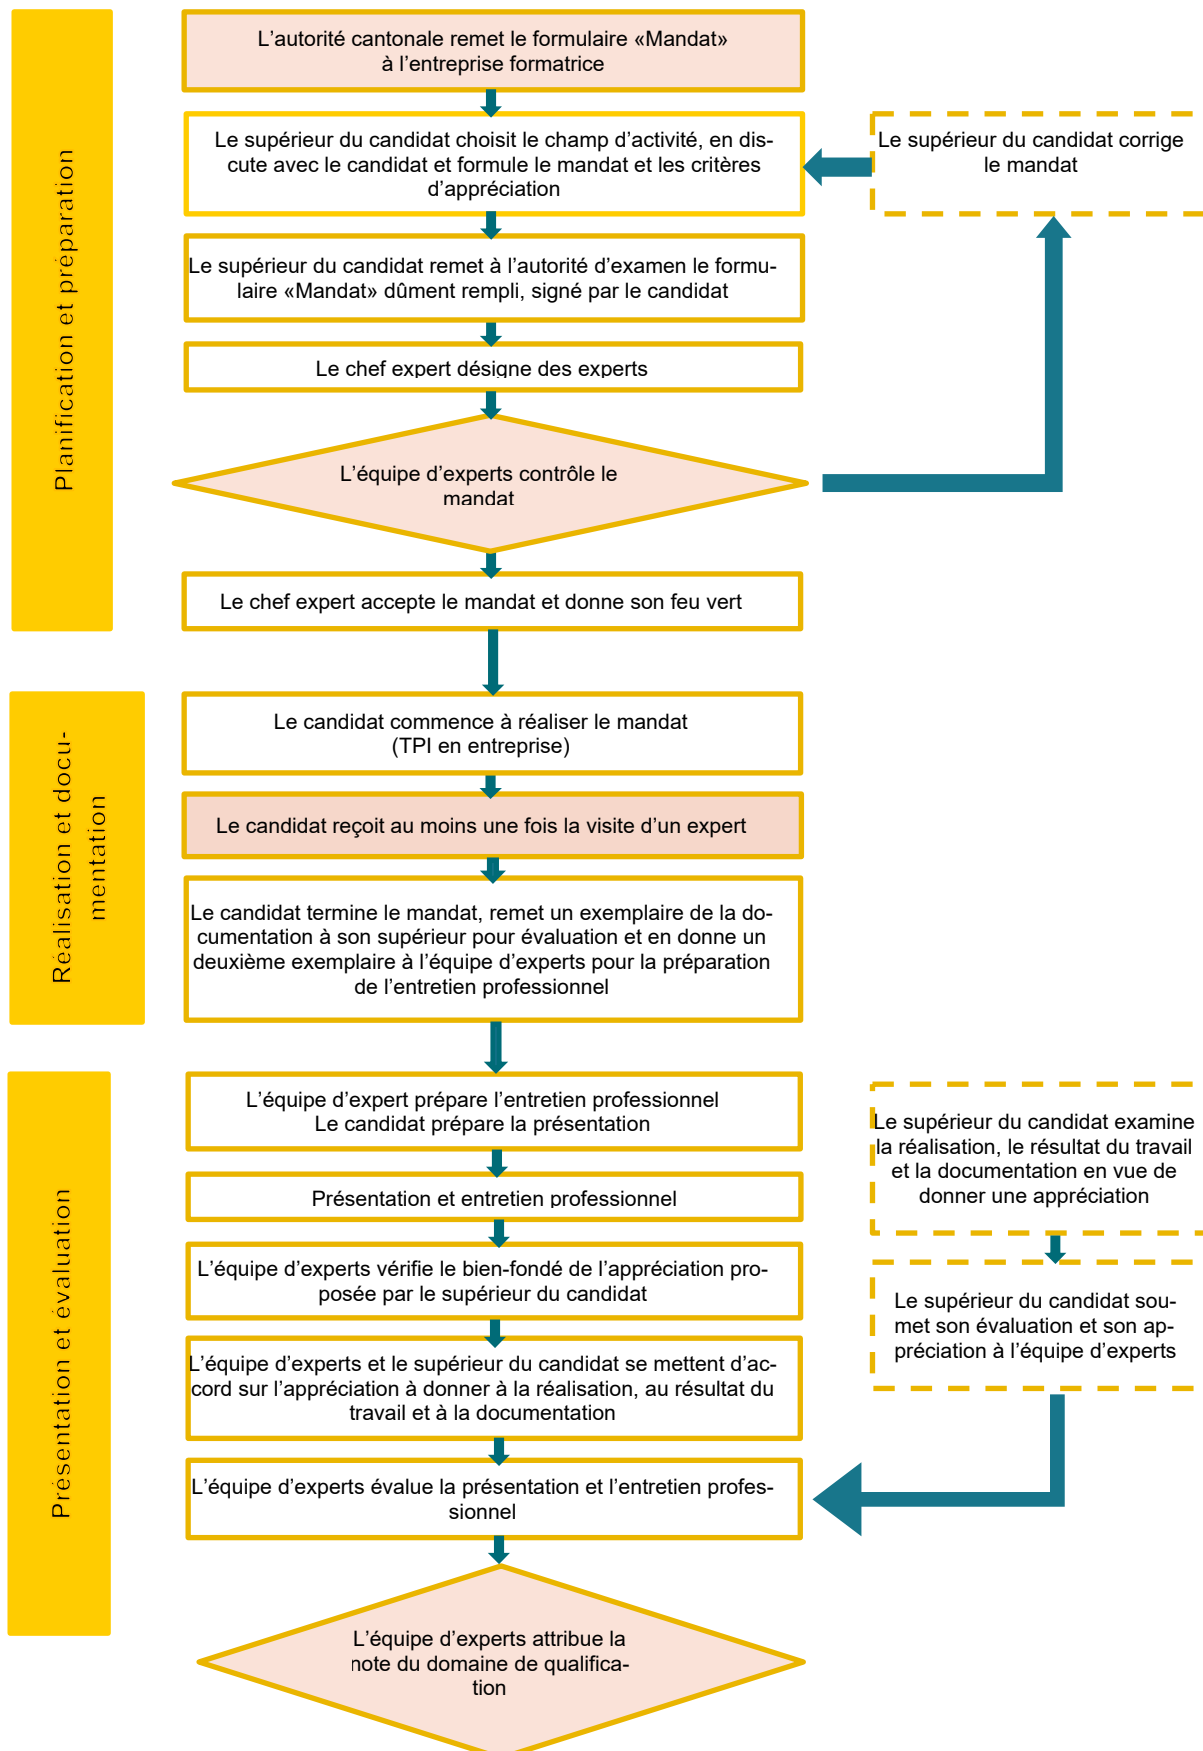 Planification et préparation
L’autorité cantonale remet le formulaire «Mandat»
à l’entreprise formatrice
Le supérieur du candidat choisit le champ d’activité, en dis-
cute avec le candidat et formule le mandat et les critères
d’appréciation
Le supérieur du candidat corrige
le mandat
Le supérieur du candidat remet à l’autorité d’examen le formu-
laire «Mandat» dûment rempli, signé par le candidat
Le chef expert désigne des experts
L’équipe d’experts contrôle le
mandat
Le chef expert accepte le mandat et donne son feu vert
Réalisation et docu-
mentation
Le candidat commence à réaliser le mandat
(TPI en entreprise)
Le candidat reçoit au moins une fois la visite d’un expert
Le candidat termine le mandat, remet un exemplaire de la do-
cumentation à son supérieur pour évaluation et en donne un
deuxième exemplaire à l’équipe d’experts pour la préparation
de l’entretien professionnel
Présentation et évaluation
L’équipe d’expert prépare l’entretien professionnel
Le candidat prépare la présentation
Le supérieur du candidat examine
la réalisation, le résultat du travail
et la documentation en vue de
donner une appréciation
Présentation et entretien professionnel
L’équipe d’experts vérifie le bien-fondé de l’appréciation pro-
posée par le supérieur du candidat
Le supérieur du candidat sou-
met son évaluation et son ap-
préciation à l’équipe d’experts
L’équipe d’experts et le supérieur du candidat se mettent d’ac-
cord sur l’appréciation à donner à la réalisation, au résultat du
travail et à la documentation
L’équipe d’experts évalue la présentation et l’entretien profes-
sionnel
L’équipe d’experts attribue la
note du domaine de qualifica-
tion